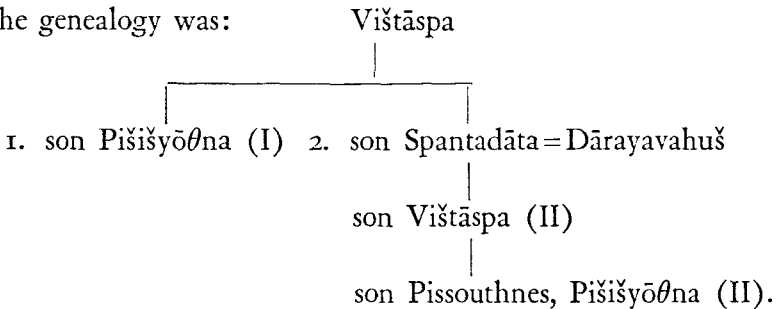 he genealogy was: Vištāspa
1. son Pišišyōθna (I) 2. son Spantadāta=Dārayavahuš
son Vištāspa (II)
son Pissouthnes, Pišišyōθna (II).